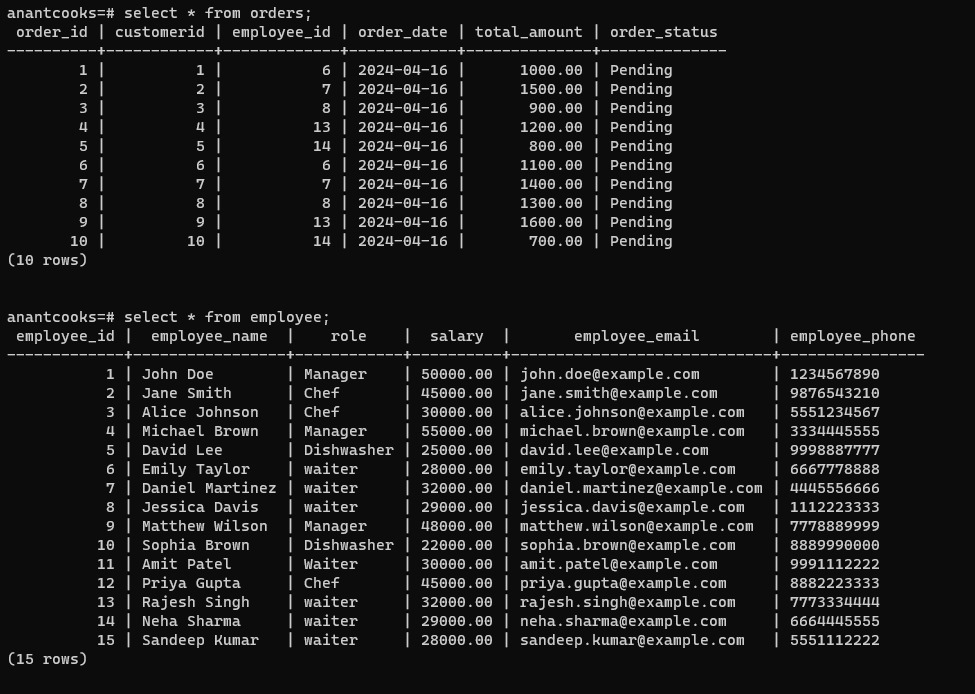 anantcooks=# select * from orders;
 order_id | customerid | employee_id | order_date | total_amount | order_status
----------+------------+-------------+------------+--------------+--------------
        1 |          1 |           6 | 2024-04-16 |      1000.00 | Pending
        2 |          2 |           7 | 2024-04-16 |      1500.00 | Pending
        3 |          3 |           8 | 2024-04-16 |       900.00 | Pending
        4 |          4 |          13 | 2024-04-16 |      1200.00 | Pending
        5 |          5 |          14 | 2024-04-16 |       800.00 | Pending
        6 |          6 |           6 | 2024-04-16 |      1100.00 | Pending
        7 |          7 |           7 | 2024-04-16 |      1400.00 | Pending
        8 |          8 |           8 | 2024-04-16 |      1300.00 | Pending
        9 |          9 |          13 | 2024-04-16 |      1600.00 | Pending
       10 |         10 |          14 | 2024-04-16 |       700.00 | Pending
(10 rows)
anantcooks=# select * from employee;
 employee_id |  employee_name  |    role    |  salary  |       employee_email        | employee_phone
-------------+-----------------+------------+----------+-----------------------------+----------------
           1 | John Doe        | Manager    | 50000.00 | john.doe@example.com        | 1234567890
           2 | Jane Smith      | Chef       | 45000.00 | jane.smith@example.com      | 9876543210
           3 | Alice Johnson   | Chef       | 30000.00 | alice.johnson@example.com   | 5551234567
           4 | Michael Brown   | Manager    | 55000.00 | michael.brown@example.com   | 3334445555
           5 | David Lee       | Dishwasher | 25000.00 | david.lee@example.com       | 9998887777
           6 | Emily Taylor    | waiter     | 28000.00 | emily.taylor@example.com    | 6667778888
           7 | Daniel Martinez | waiter     | 32000.00 | daniel.martinez@example.com | 4445556666
           8 | Jessica Davis   | waiter     | 29000.00 | jessica.davis@example.com   | 1112223333
           9 | Matthew Wilson  | Manager    | 48000.00 | matthew.wilson@example.com  | 7778889999
          10 | Sophia Brown    | Dishwasher | 22000.00 | sophia.brown@example.com    | 8889990000
          11 | Amit Patel      | Waiter     | 30000.00 | amit.patel@example.com      | 9991112222
          12 | Priya Gupta     | Chef       | 45000.00 | priya.gupta@example.com     | 8882223333
          13 | Rajesh Singh    | waiter     | 32000.00 | rajesh.singh@example.com    | 7773334444
          14 | Neha Sharma     | waiter     | 29000.00 | neha.sharma@example.com     | 6664445555
          15 | Sandeep Kumar   | waiter     | 28000.00 | sandeep.kumar@example.com   | 5551112222
(15 rows)